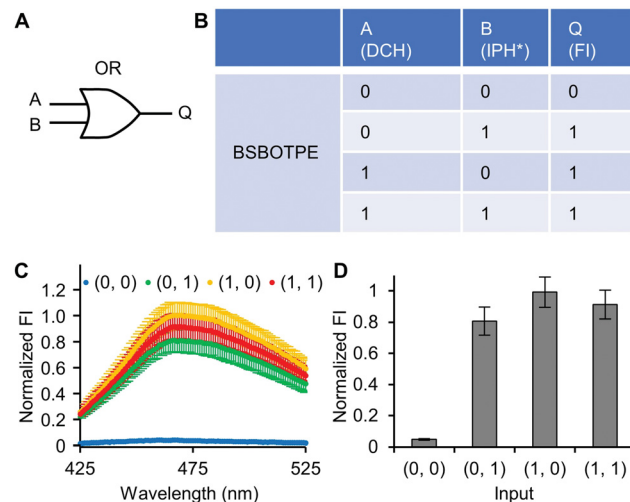 A
OR
A
B
Q
B
A
(DCH)
B
(IPH*)
Q
(FI)
BSBOTPE
0 0 0
0 1 1
1 0 1
1 1 1
C
(0, 0) (0, 1) (1, 0) (1, 1)
Normalized FI
1.2
1.0
0.8
0.6
0.4
0.2
0
425 475 525
Wavelength (nm)
D
Normalized FI
1
0.8
0.6
0.4
0.2
0
(0, 0) (0, 1) (1, 0) (1, 1)
Input